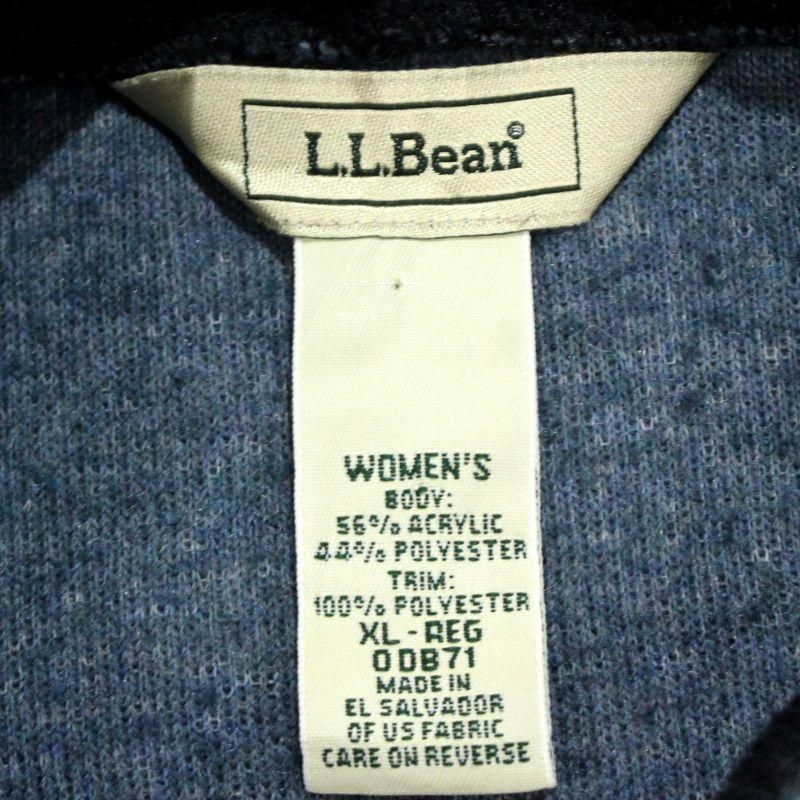 L.L.Bean®
WOMEN'S
BODY:
56% ACRYLIC
44% POLYESTER
TRIM:
100% POLYESTER
XL - REG
0DB71
MADE IN
EL SALVADOR
OF US FABRIC
CARE ON REVERSE